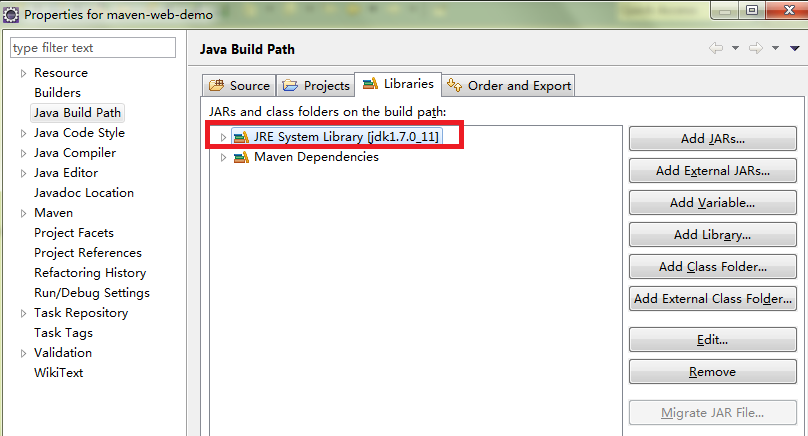 Properties for maven-web-demo
type filter text
Resource
Builders
Java Build Path
Java Code Style
Java Compiler
Java Editor
Javadoc Location
Maven
Project Facets
Project References
Refactoring History
Run/Debug Settings
Task Repository
Task Tags
Validation
WikiText
Java Build Path
Source
Projects
Libraries
Order and Export
JARs and class folders on the build path:
JRE System Library [jdk1.7.0_11]
Maven Dependencies
Add JARs...
Add External JARs...
Add Variable...
Add Library...
Add Class Folder...
Add External Class Folder...
Edit...
Remove
Migrate JAR File...